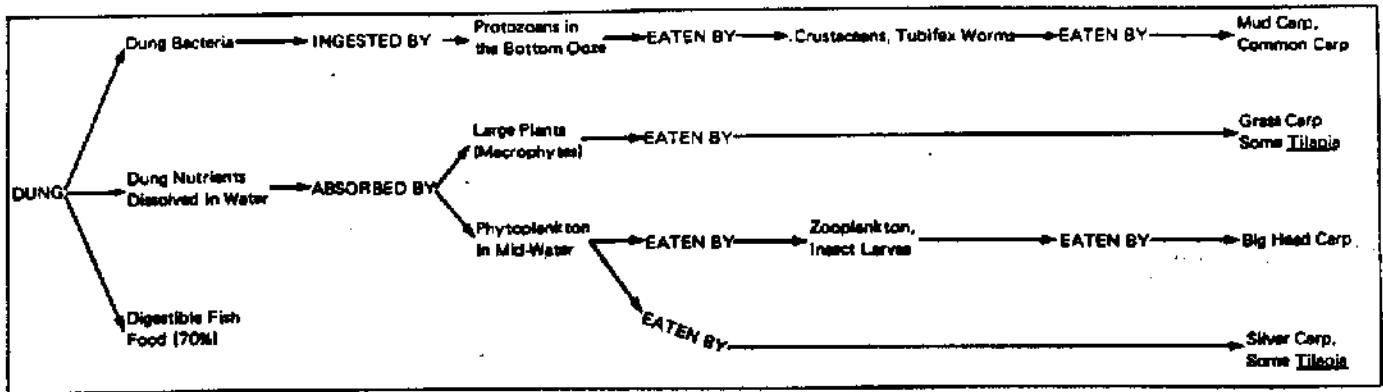 Dung Bacteria INGESTED BY Protozoans in the Bottom Ooze EATEN BY Crustaceans, Tubifex Worms EATEN BY Mud Carp, Common Carp
Large Plants (Macrophytes) EATEN BY Grass Carp Some Tilapia
DUNG Dung Nutrients Dissolved in Water ABSORBED BY
Phytoplankton in Mid-Water EATEN BY Zooplankton, Insect Larvae EATEN BY Big Head Carp
Digestible Fish Food (70%)
EATEN BY Silver Carp, Some Tilapia